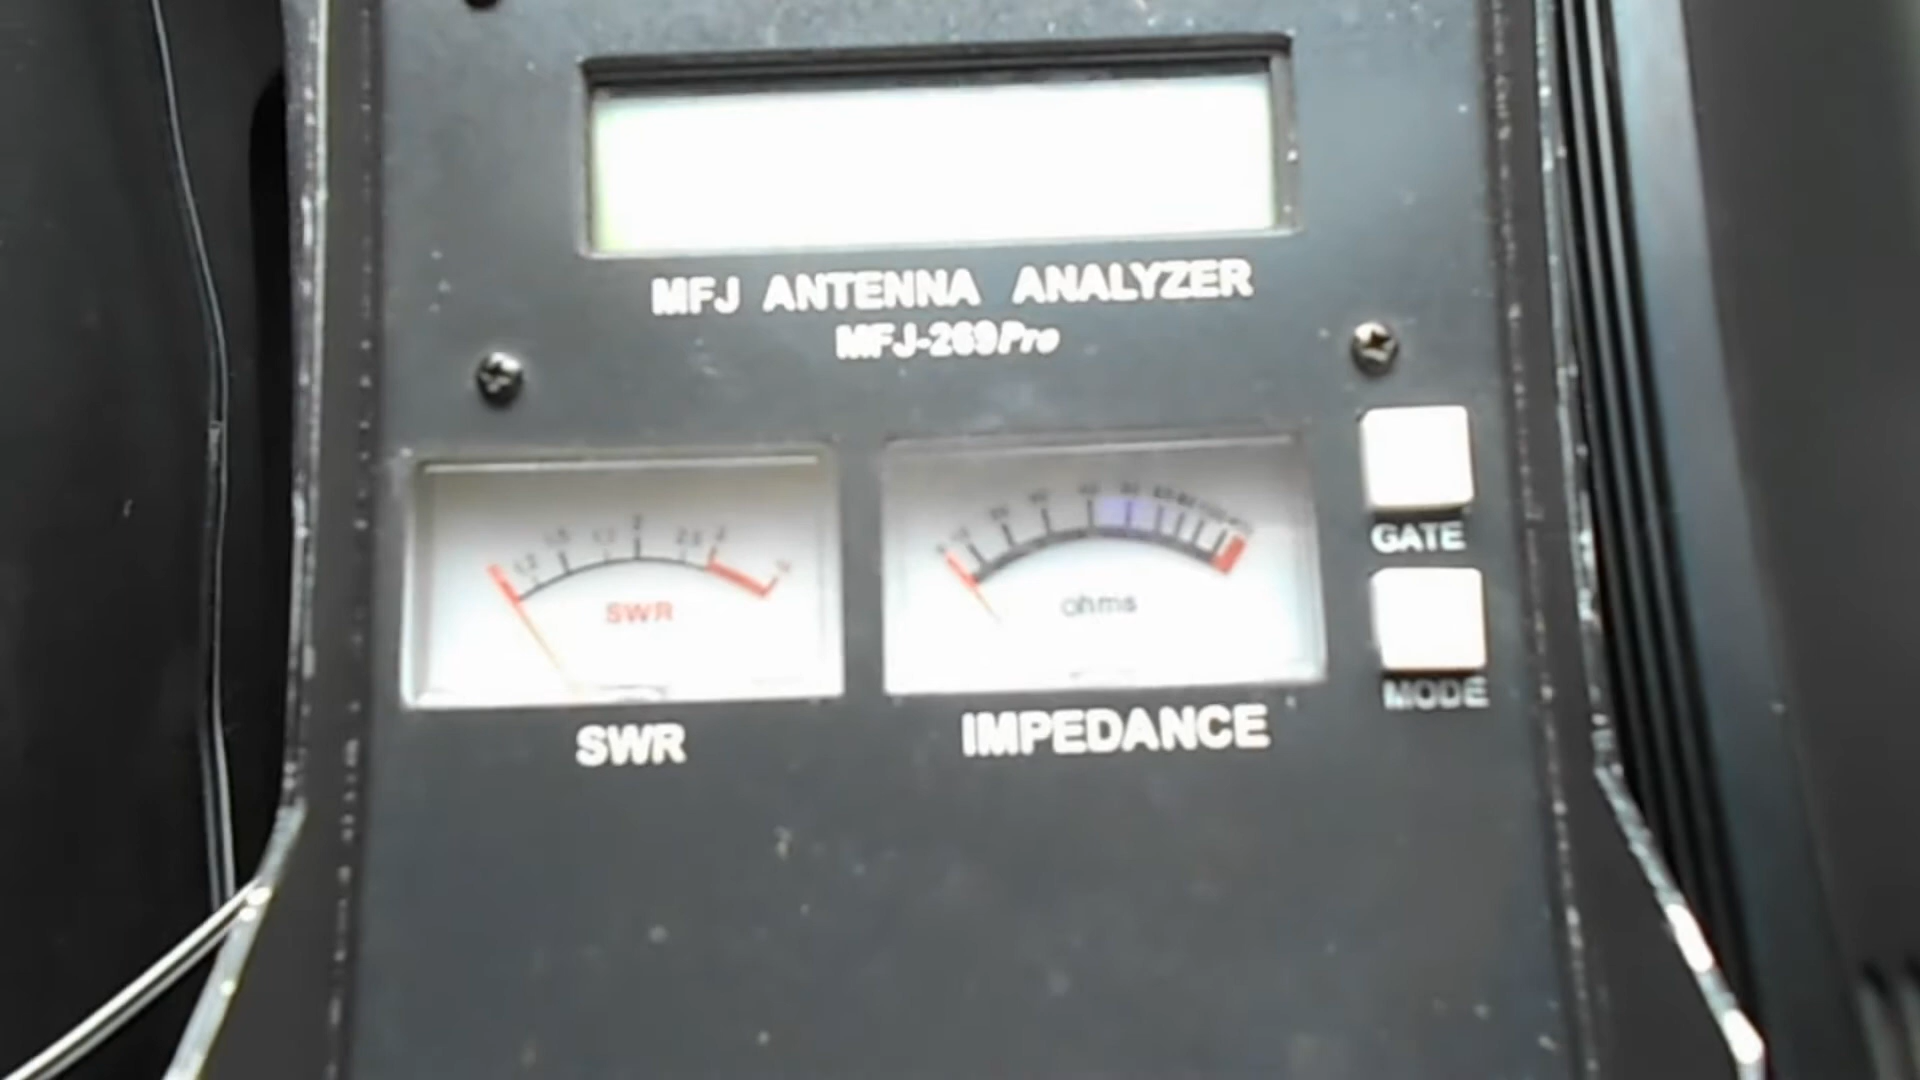 MFJ ANTENNA ANALYZER
MFJ-269Pro
GATE
SWR
ohms
MODE
SWR
IMPEDANCE